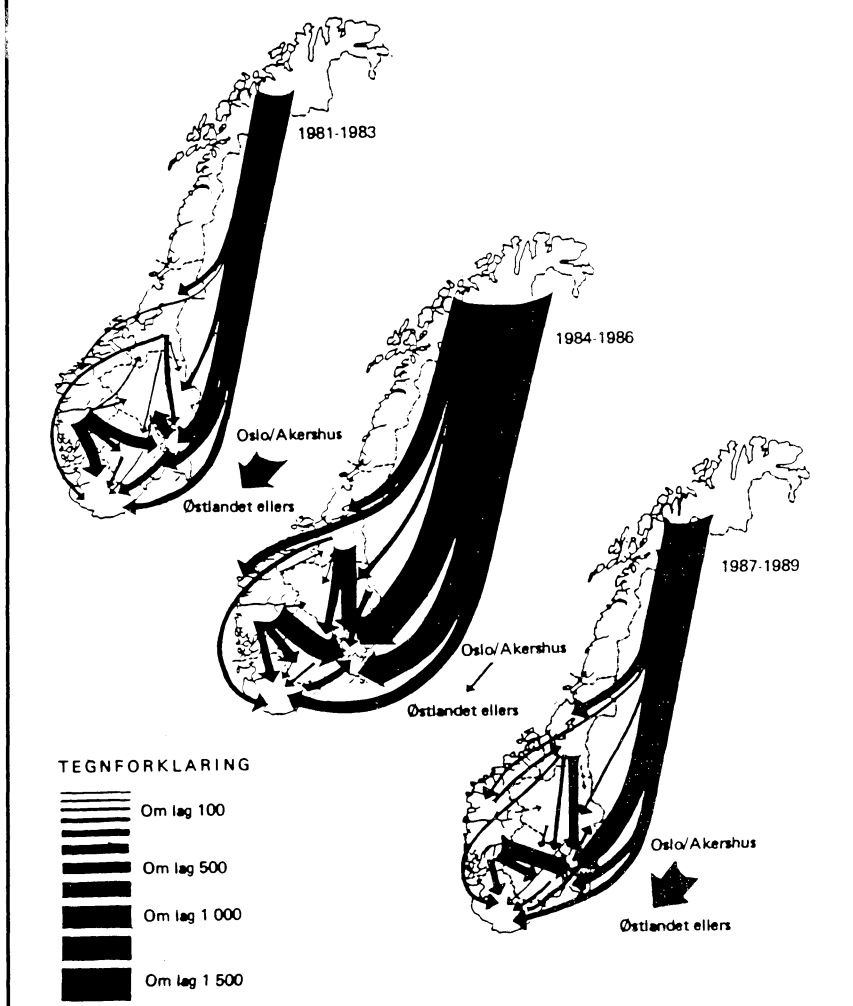 1981-1983
Oslo/Akershus
Østlandet ellers
1984-1986
Oslo/Akershus
Østlandet ellers
1987-1989
Oslo/Akershus
Østlandet ellers
TEGNFORKLARING
Om lag 100
Om lag 500
Om lag 1 000
Om lag 1 500